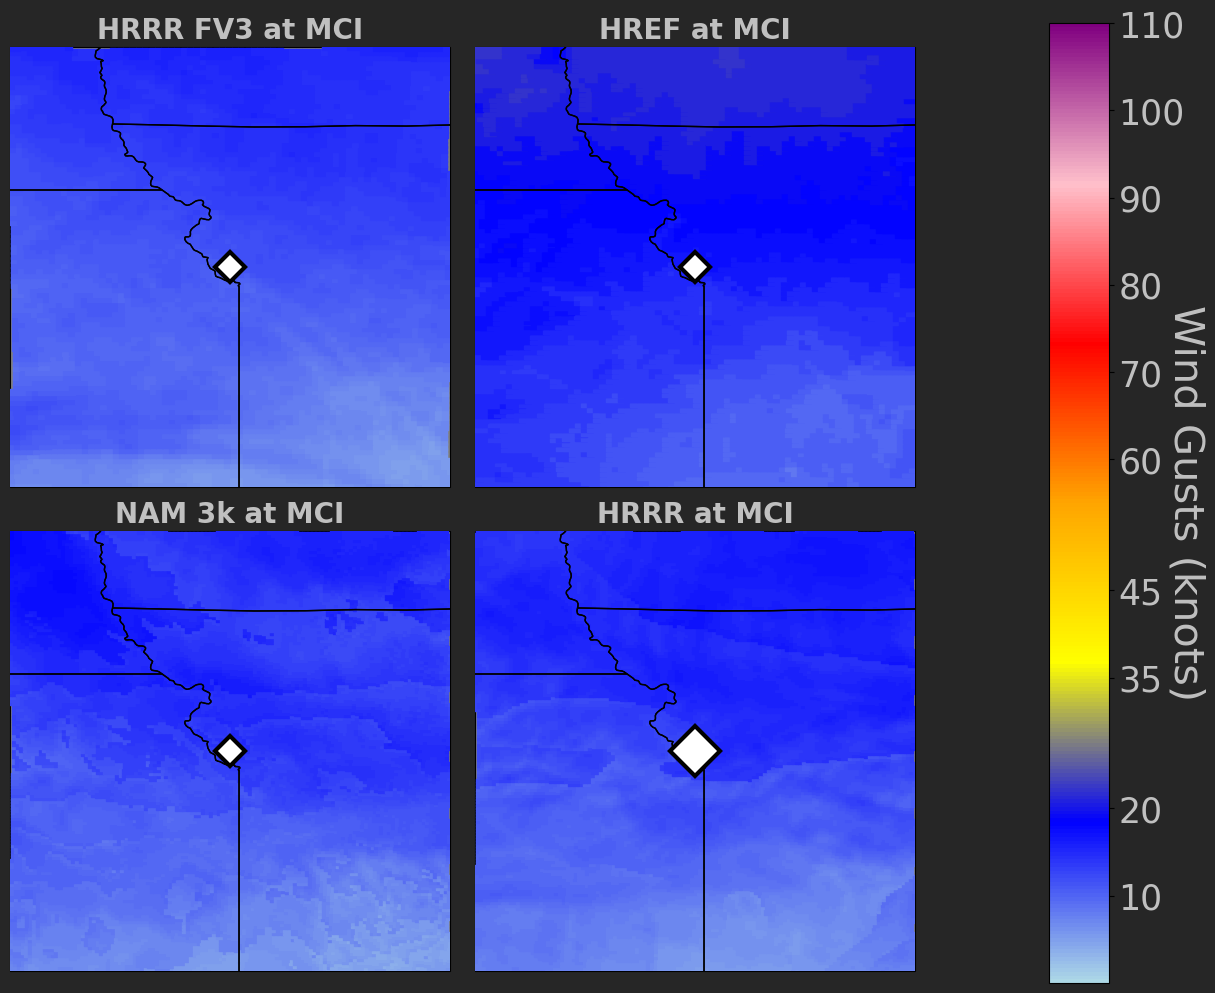 HRRR FV3 at MCI
HREF at MCI
NAM 3k at MCI
HRRR at MCI
110
100
90
80
70
60
45
35
20
10
Wind Gusts (knots)